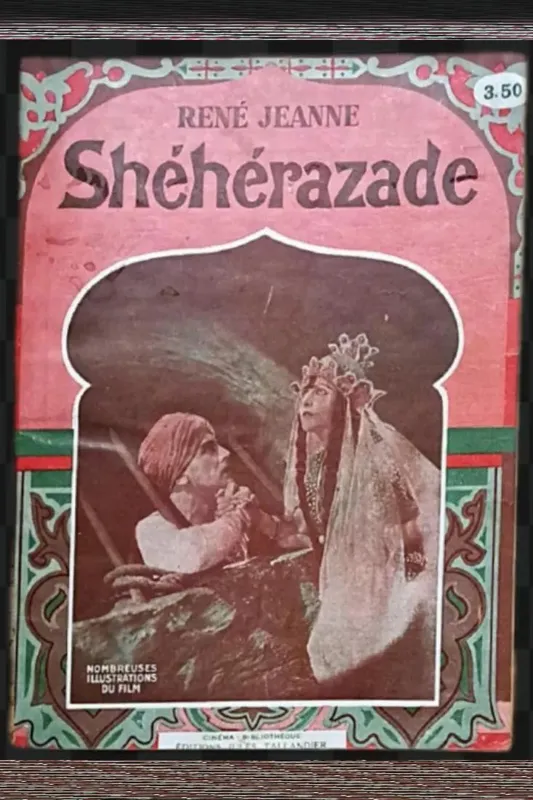 3.50
RENÉ JEANNE
Shéhérazade
NOMBREUSES
ILLUSTRATIONS
DU FILM
CINÉMA-BIBLIOTHÈQUE
ÉDITIONS JULES TALLANDIER